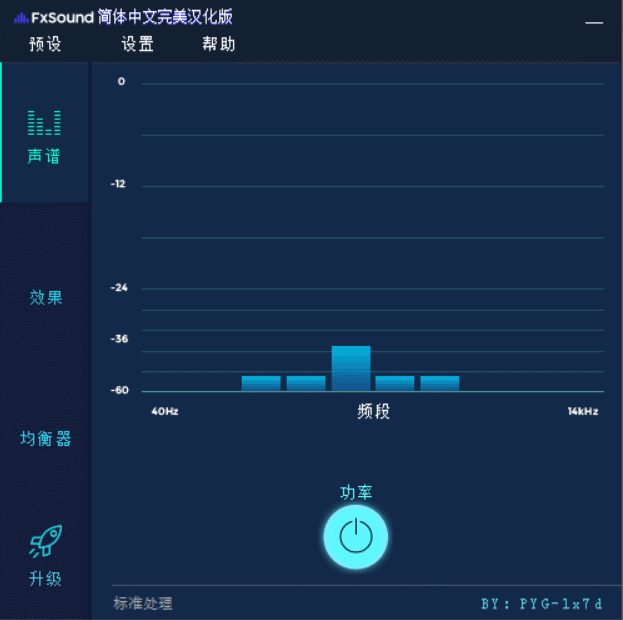 FxSound 简体中文完美汉化版
预设 设置 帮助
0
声谱
-12
-24
效果
-36
-60
40Hz 频段 14kHz
均衡器
功率
升级
标准处理 BY: PYG-lx7d